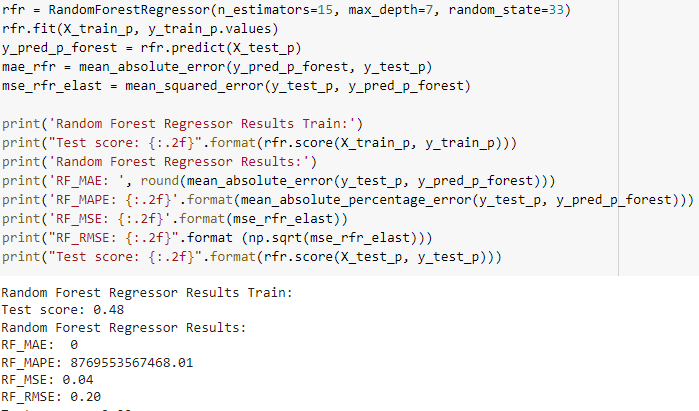 rfr = RandomForestRegressor(n_estimators=15, max_depth=7, random_state=33)
rfr.fit(X_train_p, y_train_p.values)
y_pred_p_forest = rfr.predict(X_test_p)
mae_rfr = mean_absolute_error(y_pred_p_forest, y_test_p)
mse_rfr_elast = mean_squared_error(y_test_p, y_pred_p_forest)
print('Random Forest Regressor Results Train:')
print("Test score: {:.2f}".format(rfr.score(X_train_p, y_train_p)))
print('Random Forest Regressor Results:')
print('RF_MAE: ', round(mean_absolute_error(y_test_p, y_pred_p_forest)))
print('RF_MAPE: {:.2f}'.format(mean_absolute_percentage_error(y_test_p, y_pred_p_forest)))
print('RF_MSE: {:.2f}'.format(mse_rfr_elast))
print("RF_RMSE: {:.2f}".format (np.sqrt(mse_rfr_elast)))
print("Test score: {:.2f}".format(rfr.score(X_test_p, y_test_p)))
Random Forest Regressor Results Train:
Test score: 0.48
Random Forest Regressor Results:
RF_MAE:  0
RF_MAPE: 8769553567468.01
RF_MSE: 0.04
RF_RMSE: 0.20